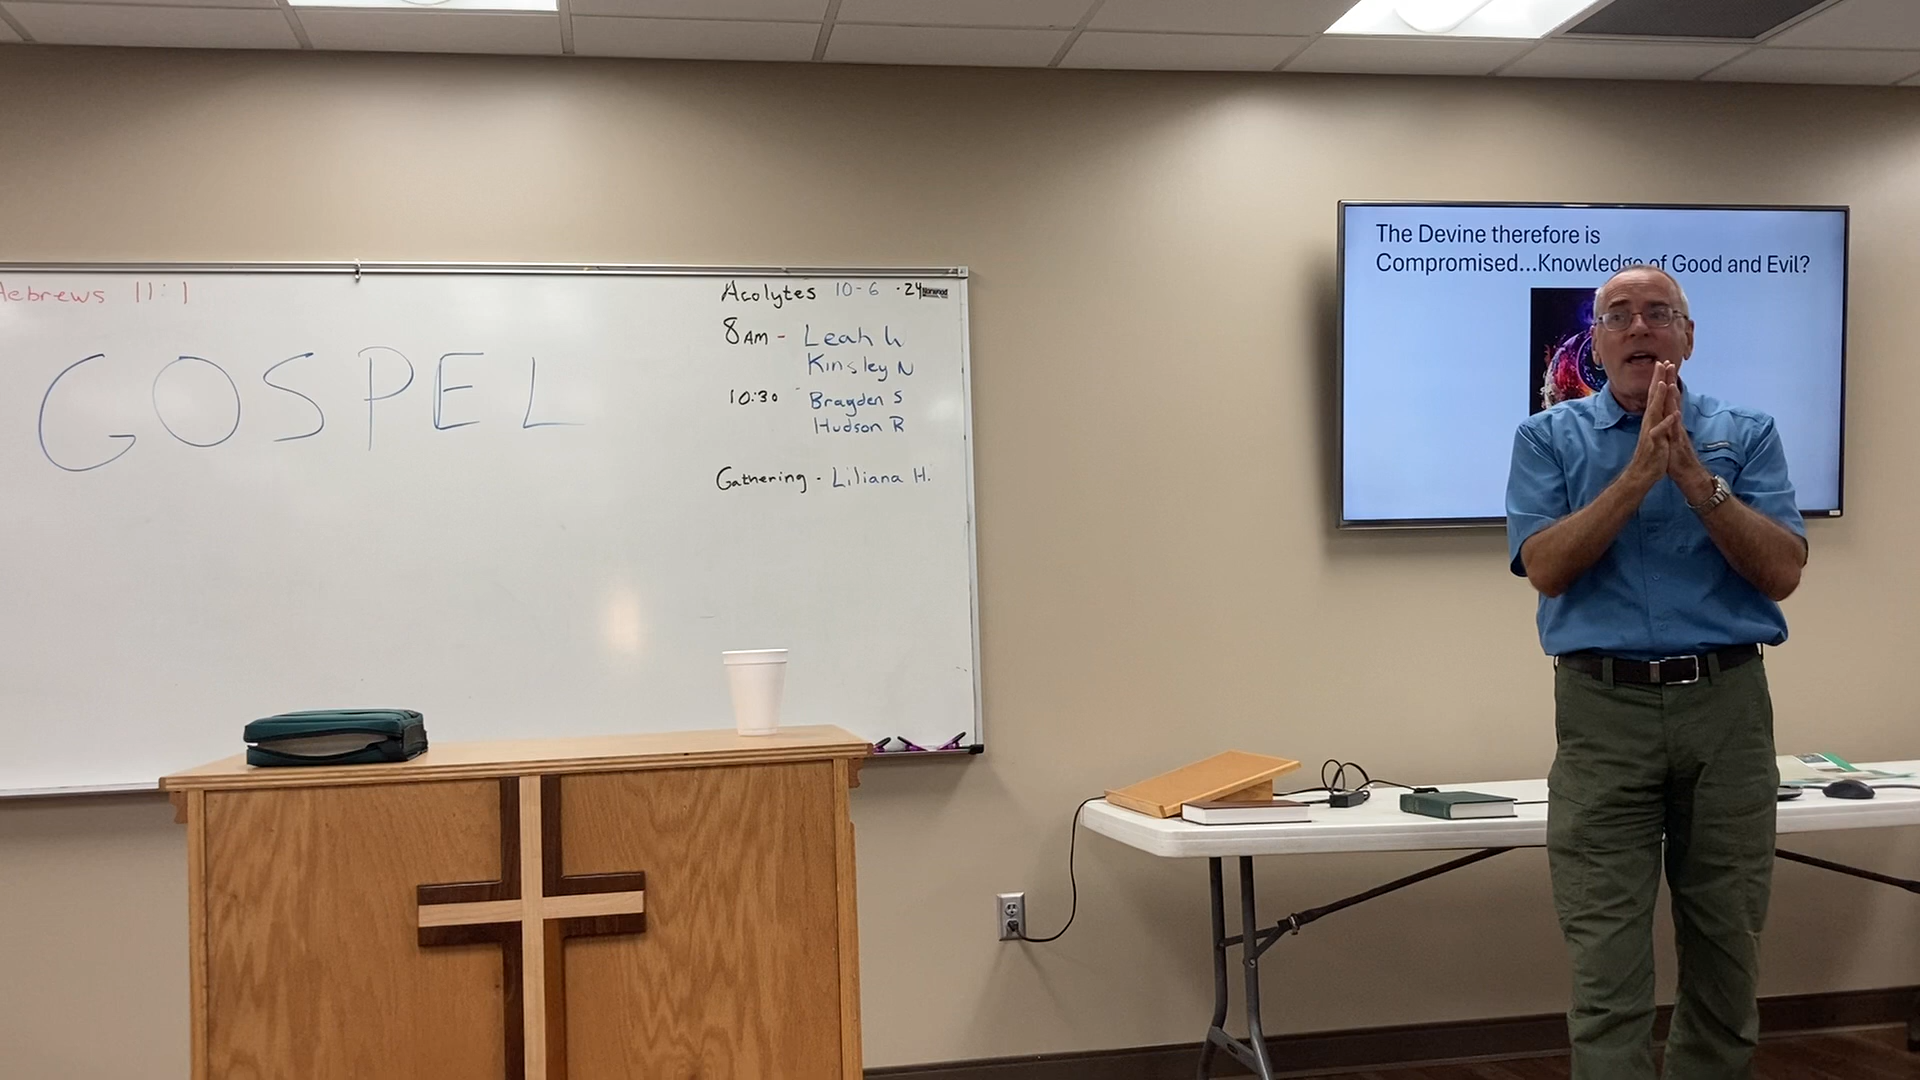 Hebrews 11:1
GOSPEL
Acolytes 10-6-24
8AM - Leah W
Kinsley N
10:30 - Brayden S
Hudson R
Gathering - Liliana H.
The Devine therefore is
Compromised...Knowledge of Good and Evil?